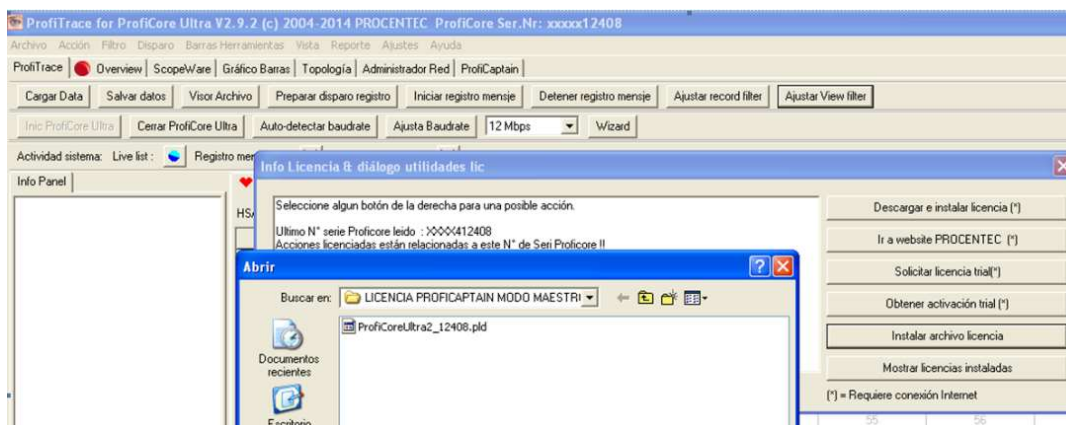 ProfiTrace for ProfiCore Ultra V2.9.2 (c) 2004-2014 PROCENTEC ProfiCore Ser.Nr: xxxxx12408
Archivo Acción Filtro Disparo Barras Herramientas Vista Reporte Ajustes Ayuda
ProfiTrace Overview ScopeWare Gráfico Barras Topología Administrador Red ProfiCaptain
Cargar Data Salvar datos Visor Archivo Preparar disparo registro Iniciar registro mensje Detener registro mensje Ajustar record filter Ajustar View filter
Inic ProfiCore Ultra Cerrar ProfiCore Ultra Auto-detectar baudrate Ajusta Baudrate 12 Mbps Wizard
Actividad sistema: Live list : Registro mer
Info Panel
HSA
Info Licencia & diálogo utilidades lic
Seleccione algun botón de la derecha para una posible acción.
Ultimo N° serie Proficore leido : XXXX412408
Acciones licenciadas están relacionadas a este N° de Seri Proficore !!
Descargar e instalar licencia (*)
Ir a website PROCENTEC (*)
Solicitar licencia trial(*)
Obtener activación trial (*)
Instalar archivo licencia
Mostrar licencias instaladas
(*) = Requiere conexión Internet
Abrir
Buscar en: LICENCIA PROFICAPTAIN MODO MAESTRI
ProfiCoreUltra2_12408.pld
Documentos
recientes
Escritorio
55 56